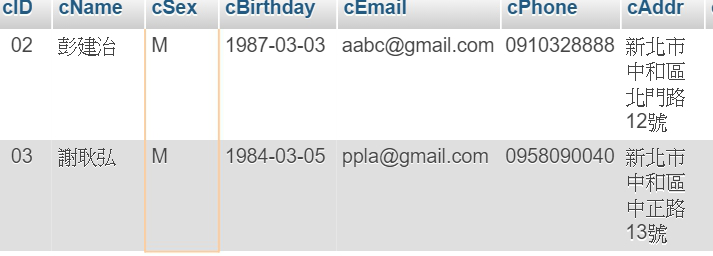 cID cName cSex cBirthday cEmail cPhone cAddr
02 彭建治 M 1987-03-03 aabc@gmail.com 0910328888 新北市
中和區
北門路
12號
03 謝耿弘 M 1984-03-05 ppla@gmail.com 0958090040 新北市
中和區
中正路
13號